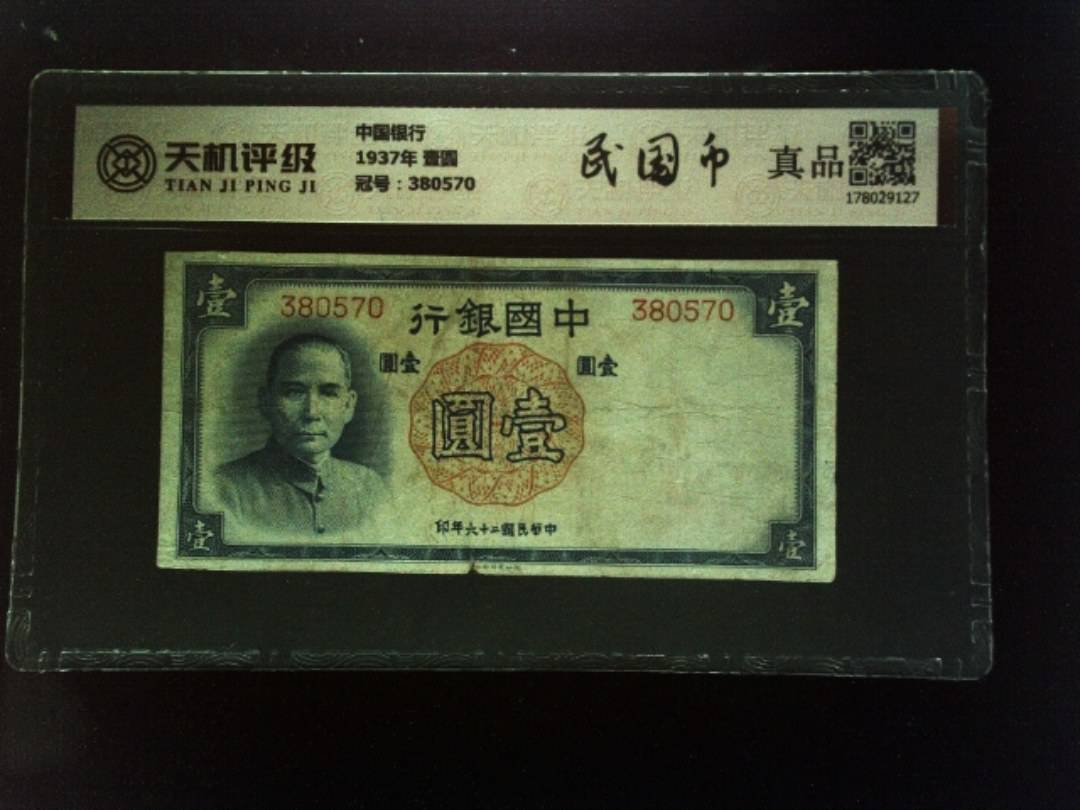 天机评级
TIAN JI PING JI
中国银行
1937年 壹圆
冠号：380570
民国币
真品
178029127
壹
380570
行銀國中
380570
壹
圓壹
圓壹
圓壹
印年六十二國民華中
壹
壹